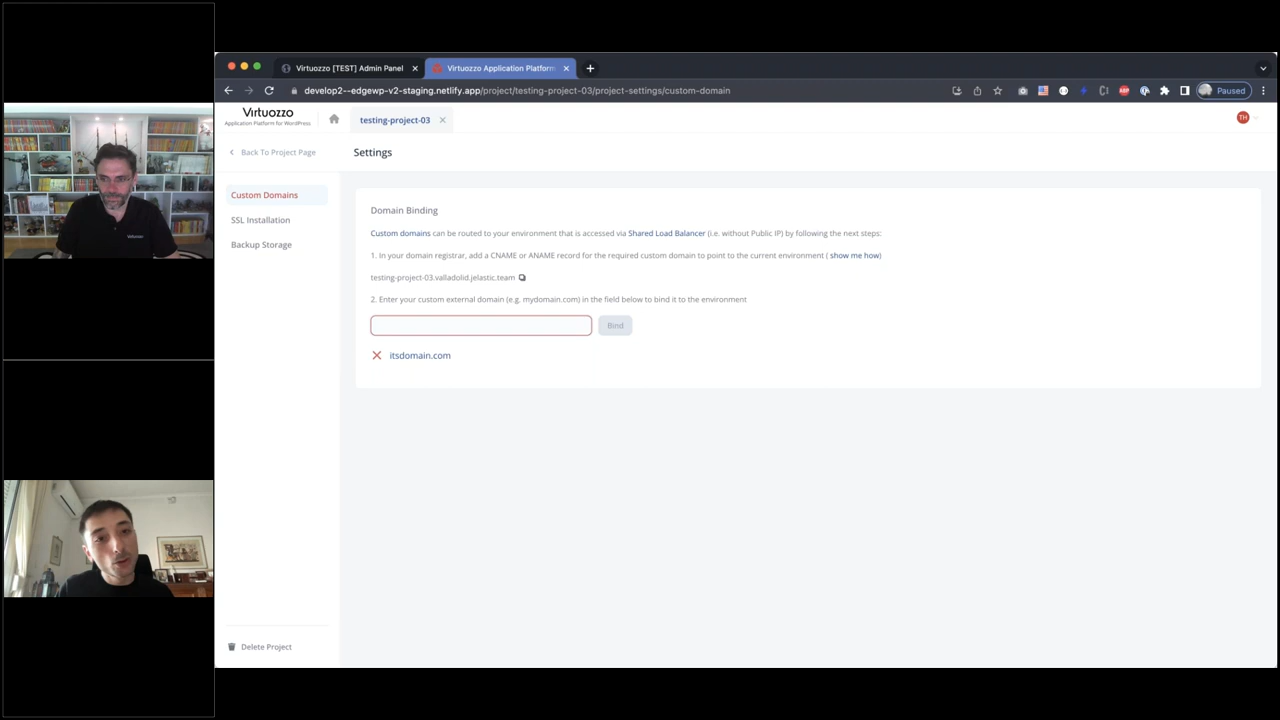 Virtuozzo [TEST] Admin Panel
Virtuozzo Application Platform
develop2--edgewp-v2-staging.netlify.app/project/testing-project-03/project-settings/custom-domain
ABP
Paused
Virtuozzo
Application Platform for WordPress
testing-project-03
TH
Back To Project Page
Settings
Custom Domains
SSL Installation
Backup Storage
Domain Binding
Custom domains can be routed to your environment that is accessed via Shared Load Balancer (i.e. without Public IP) by following the next steps:
1. In your domain registrar, add a CNAME or ANAME record for the required custom domain to point to the current environment ( show me how)
testing-project-03.valladolid.jelastic.team
2. Enter your custom external domain (e.g. mydomain.com) in the field below to bind it to the environment
Bind
itsdomain.com
Delete Project
Virtuozzo